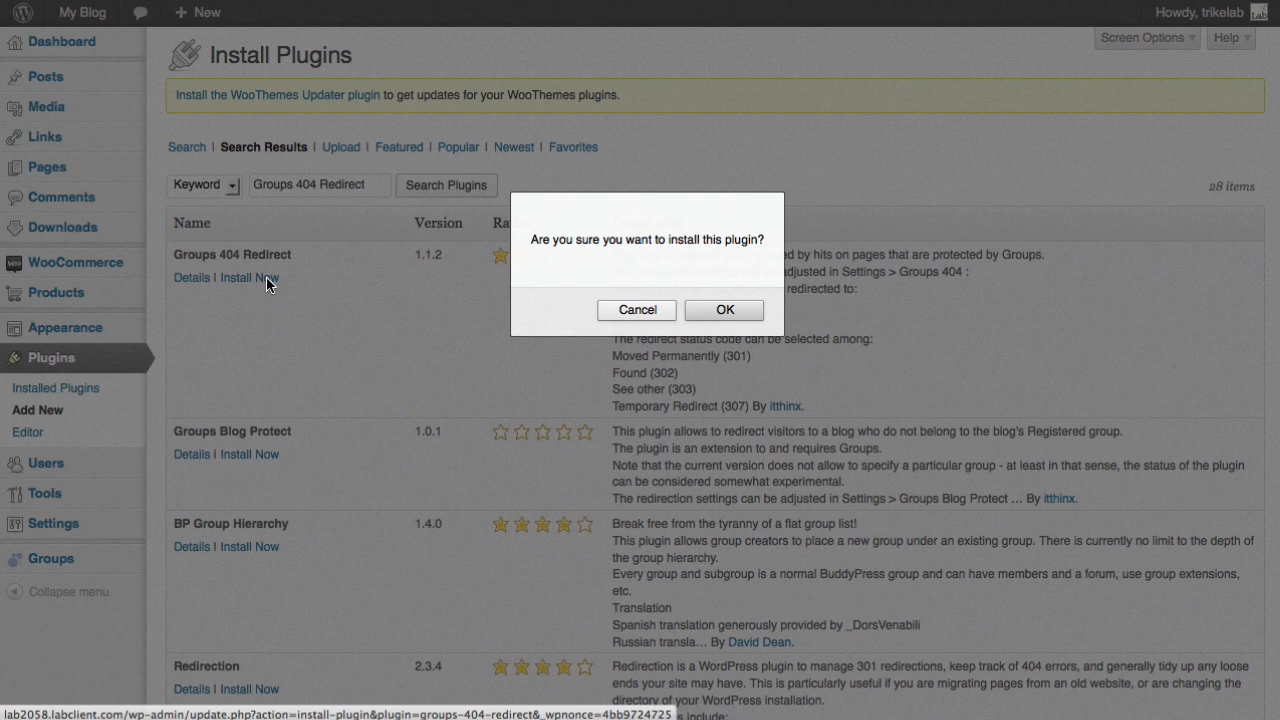 My Blog
New
Howdy, trikelab
Dashboard
Posts
Media
Links
Pages
Comments
Downloads
WooCommerce
Products
Appearance
Plugins
Installed Plugins
Add New
Editor
Users
Tools
Settings
Groups
Collapse menu
Install Plugins
Screen Options
Help
Install the WooThemes Updater plugin to get updates for your WooThemes plugins.
Search | Search Results | Upload | Featured | Popular | Newest | Favorites
Keyword Groups 404 Redirect Search Plugins
28 items
Name Version
Are you sure you want to install this plugin?
Cancel OK
Groups 404 Redirect 1.1.2
Details | Install Now
by hits on pages that are protected by Groups.
adjusted in Settings > Groups 404 :
redirected to:
The redirect status code can be selected among:
Moved Permanently (301)
Found (302)
See other (303)
Temporary Redirect (307) By itthinx.
Groups Blog Protect 1.0.1
Details | Install Now
This plugin allows to redirect visitors to a blog who do not belong to the blog's Registered group.
The plugin is an extension to and requires Groups.
Note that the current version does not allow to specify a particular group - at least in that sense, the status of the plugin
can be considered somewhat experimental.
The redirection settings can be adjusted in Settings > Groups Blog Protect … By itthinx.
BP Group Hierarchy 1.4.0
Details | Install Now
Break free from the tyranny of a flat group list!
This plugin allows group creators to place a new group under an existing group. There is currently no limit to the depth of
the group hierarchy.
Every group and subgroup is a normal BuddyPress group and can have members and a forum, use group extensions,
etc.
Translation
Spanish translation generously provided by _DorsVenabili
Russian transla… By David Dean.
Redirection 2.3.4
Details | Install Now
Redirection is a WordPress plugin to manage 301 redirections, keep track of 404 errors, and generally tidy up any loose
ends your site may have. This is particularly useful if you are migrating pages from an old website, or are changing the
directory of your WordPress installation.
includes:
lab2058.labclient.com/wp-admin/update.php?action=install-plugin&plugin=groups-404-redirect&_wpnonce=4bb9724725